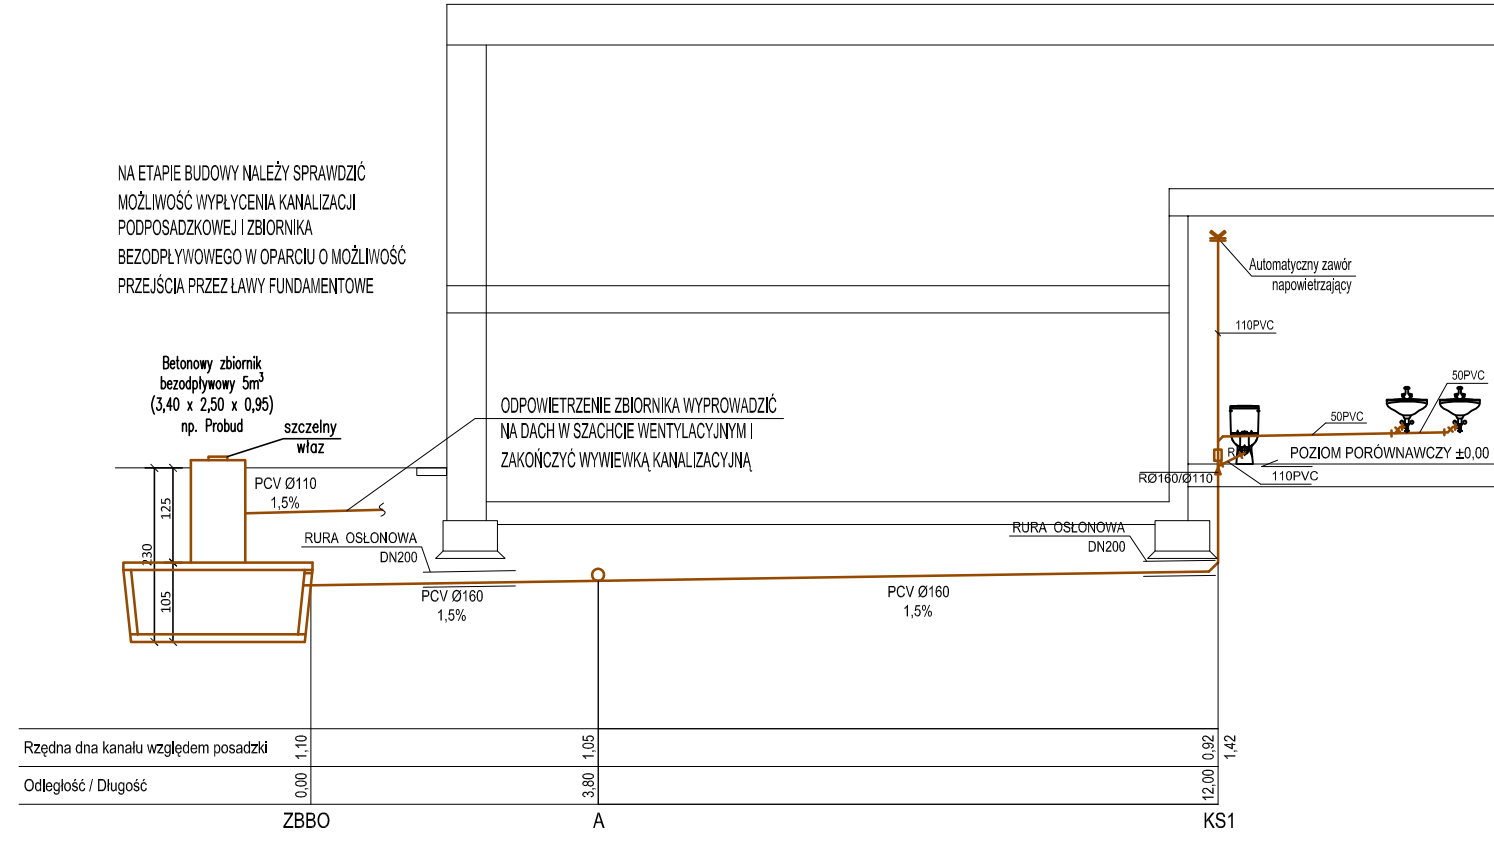 NA ETAPIE BUDOWY NALEŻY SPRAWDZIĆ
MOŻLIWOŚĆ WYPŁYCENIA KANALIZACJI
PODPOSADZKOWEJ I ZBIORNIKA
BEZODPŁYWOWEGO W OPARCIU O MOŻLIWOŚĆ
PRZEJŚCIA PRZEZ ŁAWY FUNDAMENTOWE
Automatyczny zawór
napowietrzający
110PVC
Betonowy zbiornik
bezodpływowy 5m³
(3,40 x 2,50 x 0,95)
np. Probud
szczelny
właz
ODPOWIETRZENIE ZBIORNIKA WYPROWADZIĆ
NA DACH W SZACHCIE WENTYLACYJNYM I
ZAKOŃCZYĆ WYWIEWKĄ KANALIZACYJNĄ
50PVC
50PVC
R
POZIOM PORÓWNAWCZY ±0,00
RØ160/Ø110
110PVC
PCV Ø110
1,5%
125
230
105
RURA OSŁONOWA
DN200
RURA OSŁONOWA
DN200
PCV Ø160
1,5%
PCV Ø160
1,5%
Rzędna dna kanału względem posadzki 1,10 1,05 0,92 1,42
Odległość / Długość 0,00 3,80 12,00
ZBBO A KS1